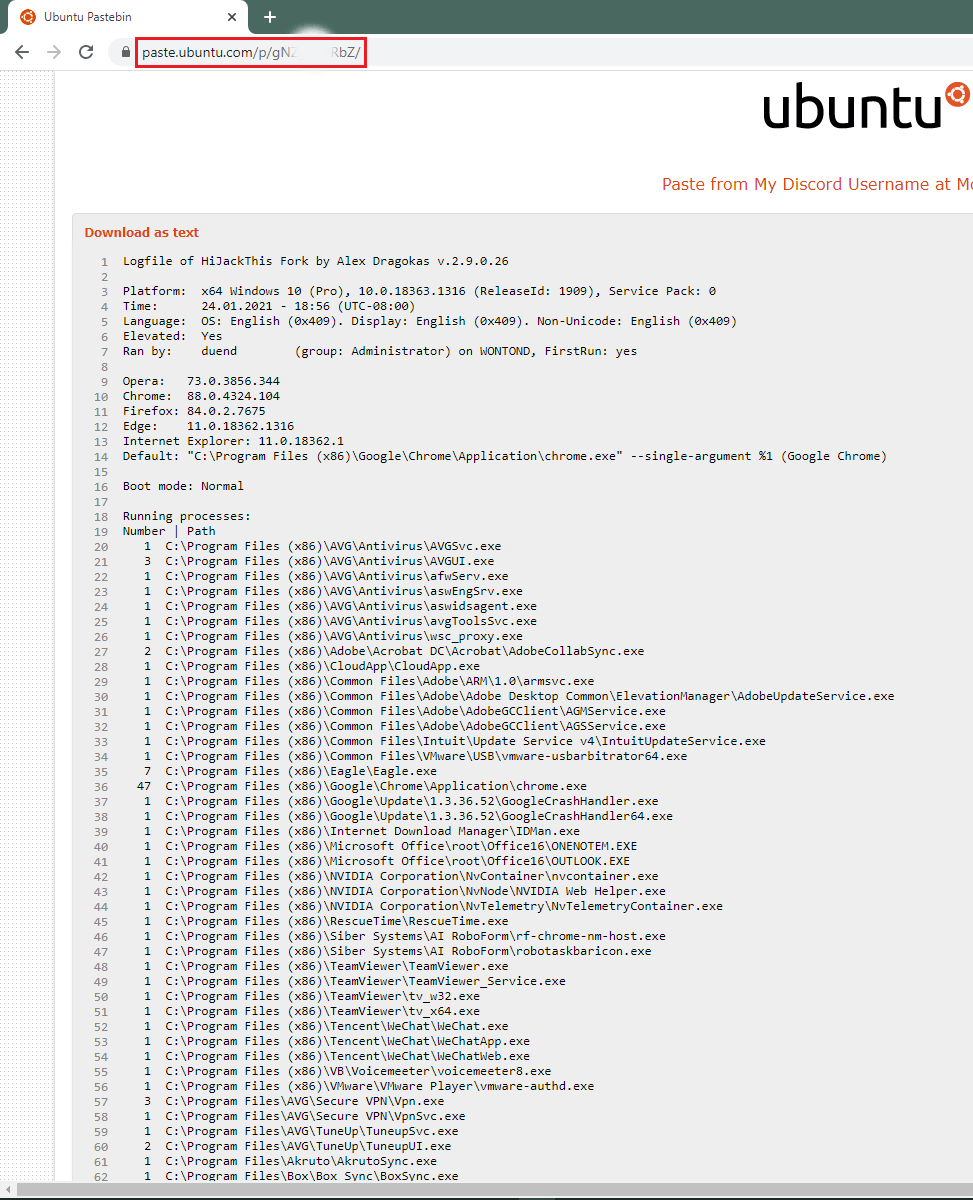 Ubuntu Pastebin
paste.ubuntu.com/p/gNZ RbZ/
ubuntu
Paste from My Discord Username at Mo
Download as text
1 Logfile of HiJackThis Fork by Alex Dragokas v.2.9.0.26
2
3 Platform: x64 Windows 10 (Pro), 10.0.18363.1316 (ReleaseId: 1909), Service Pack: 0
4 Time: 24.01.2021 - 18:56 (UTC-08:00)
5 Language: OS: English (0x409). Display: English (0x409). Non-Unicode: English (0x409)
6 Elevated: Yes
7 Ran by: duend (group: Administrator) on WONTOND, FirstRun: yes
8
9 Opera: 73.0.3856.344
10 Chrome: 88.0.4324.104
11 Firefox: 84.0.2.7675
12 Edge: 11.0.18362.1316
13 Internet Explorer: 11.0.18362.1
14 Default: "C:\Program Files (x86)\Google\Chrome\Application\chrome.exe" --single-argument %1 (Google Chrome)
15
16 Boot mode: Normal
17
18 Running processes:
19 Number | Path
20 1 C:\Program Files (x86)\AVG\Antivirus\AVGSvc.exe
21 3 C:\Program Files (x86)\AVG\Antivirus\AVGUI.exe
22 1 C:\Program Files (x86)\AVG\Antivirus\afwServ.exe
23 1 C:\Program Files (x86)\AVG\Antivirus\aswEngSrv.exe
24 1 C:\Program Files (x86)\AVG\Antivirus\aswidsagent.exe
25 1 C:\Program Files (x86)\AVG\Antivirus\avgToolsSvc.exe
26 1 C:\Program Files (x86)\AVG\Antivirus\wsc_proxy.exe
27 2 C:\Program Files (x86)\Adobe\Acrobat DC\Acrobat\AdobeCollabSync.exe
28 1 C:\Program Files (x86)\CloudApp\CloudApp.exe
29 1 C:\Program Files (x86)\Common Files\Adobe\ARM\1.0\armsvc.exe
30 1 C:\Program Files (x86)\Common Files\Adobe\Adobe Desktop Common\ElevationManager\AdobeUpdateService.exe
31 1 C:\Program Files (x86)\Common Files\Adobe\AdobeGCClient\AGMService.exe
32 1 C:\Program Files (x86)\Common Files\Adobe\AdobeGCClient\AGSService.exe
33 1 C:\Program Files (x86)\Common Files\Intuit\Update Service v4\IntuitUpdateService.exe
34 1 C:\Program Files (x86)\Common Files\VMware\USB\vmware-usbarbitrator64.exe
35 7 C:\Program Files (x86)\Eagle\Eagle.exe
36 47 C:\Program Files (x86)\Google\Chrome\Application\chrome.exe
37 1 C:\Program Files (x86)\Google\Update\1.3.36.52\GoogleCrashHandler.exe
38 1 C:\Program Files (x86)\Google\Update\1.3.36.52\GoogleCrashHandler64.exe
39 1 C:\Program Files (x86)\Internet Download Manager\IDMan.exe
40 1 C:\Program Files (x86)\Microsoft Office\root\Office16\ONENOTEM.EXE
41 1 C:\Program Files (x86)\Microsoft Office\root\Office16\OUTLOOK.EXE
42 1 C:\Program Files (x86)\NVIDIA Corporation\NvContainer\nvcontainer.exe
43 1 C:\Program Files (x86)\NVIDIA Corporation\NvNode\NVIDIA Web Helper.exe
44 1 C:\Program Files (x86)\NVIDIA Corporation\NvTelemetry\NvTelemetryContainer.exe
45 1 C:\Program Files (x86)\RescueTime\RescueTime.exe
46 1 C:\Program Files (x86)\Siber Systems\AI RoboForm\rf-chrome-nm-host.exe
47 1 C:\Program Files (x86)\Siber Systems\AI RoboForm\robotaskbaricon.exe
48 1 C:\Program Files (x86)\TeamViewer\TeamViewer.exe
49 1 C:\Program Files (x86)\TeamViewer\TeamViewer_Service.exe
50 1 C:\Program Files (x86)\TeamViewer\tv_w32.exe
51 1 C:\Program Files (x86)\TeamViewer\tv_x64.exe
52 1 C:\Program Files (x86)\Tencent\WeChat\WeChat.exe
53 1 C:\Program Files (x86)\Tencent\WeChat\WeChatApp.exe
54 1 C:\Program Files (x86)\Tencent\WeChat\WeChatWeb.exe
55 1 C:\Program Files (x86)\VB\Voicemeeter\voicemeeter8.exe
56 1 C:\Program Files (x86)\VMware\VMware Player\vmware-authd.exe
57 3 C:\Program Files\AVG\Secure VPN\Vpn.exe
58 1 C:\Program Files\AVG\Secure VPN\VpnSvc.exe
59 1 C:\Program Files\AVG\TuneUp\TuneupSvc.exe
60 2 C:\Program Files\AVG\TuneUp\TuneupUI.exe
61 1 C:\Program Files\Akruto\AkrutoSync.exe
62 1 C:\Program Files\Box\Box Sync\BoxSync.exe